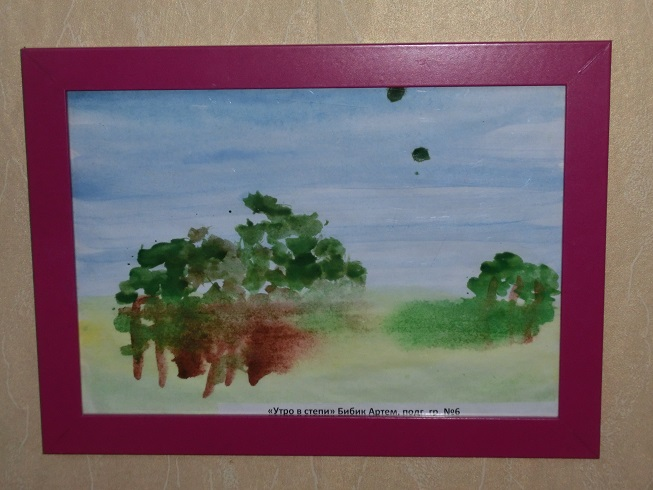 «Утро в степи» Бибик Артем, подг. гр. №6